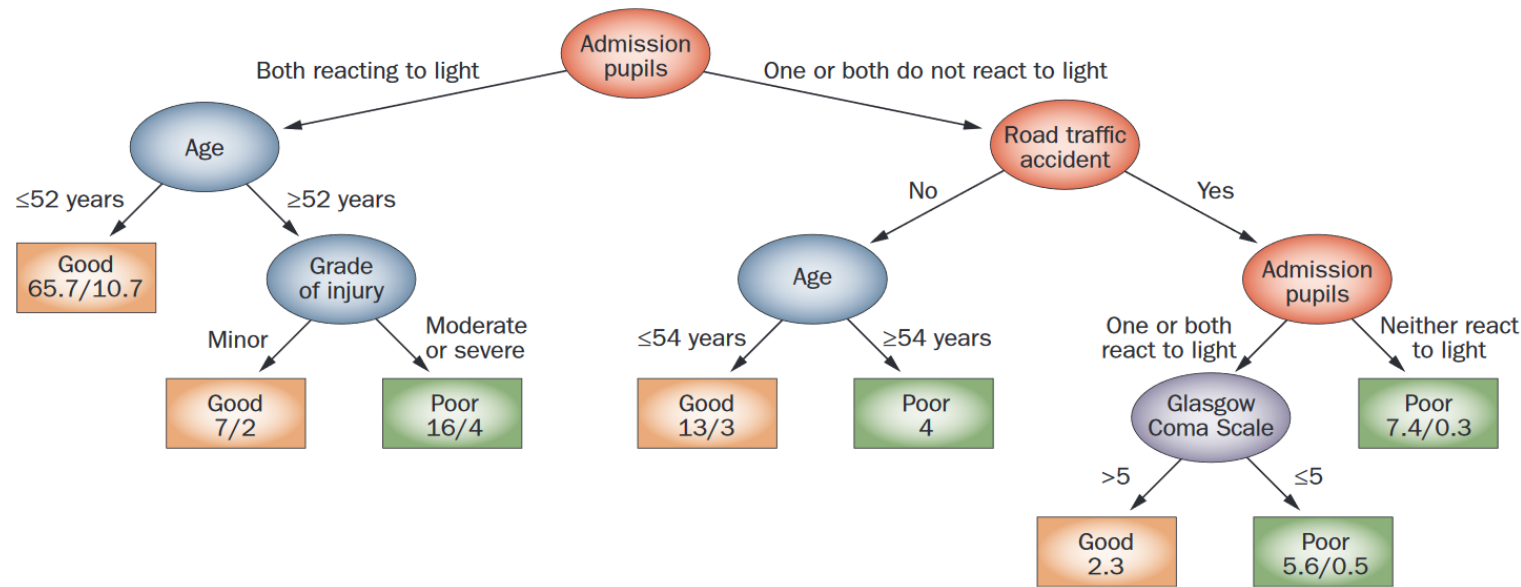 Admission
pupils
Both reacting to light
One or both do not react to light
Age
Road traffic
accident
≤52 years
≥52 years
No
Yes
Good
65.7/10.7
Grade
of injury
Age
Admission
pupils
Minor
Moderate
or severe
≤54 years
≥54 years
One or both
react to light
Neither react
to light
Good
7/2
Poor
16/4
Good
13/3
Poor
4
Glasgow
Coma Scale
Poor
7.4/0.3
>5
≤5
Good
2.3
Poor
5.6/0.5